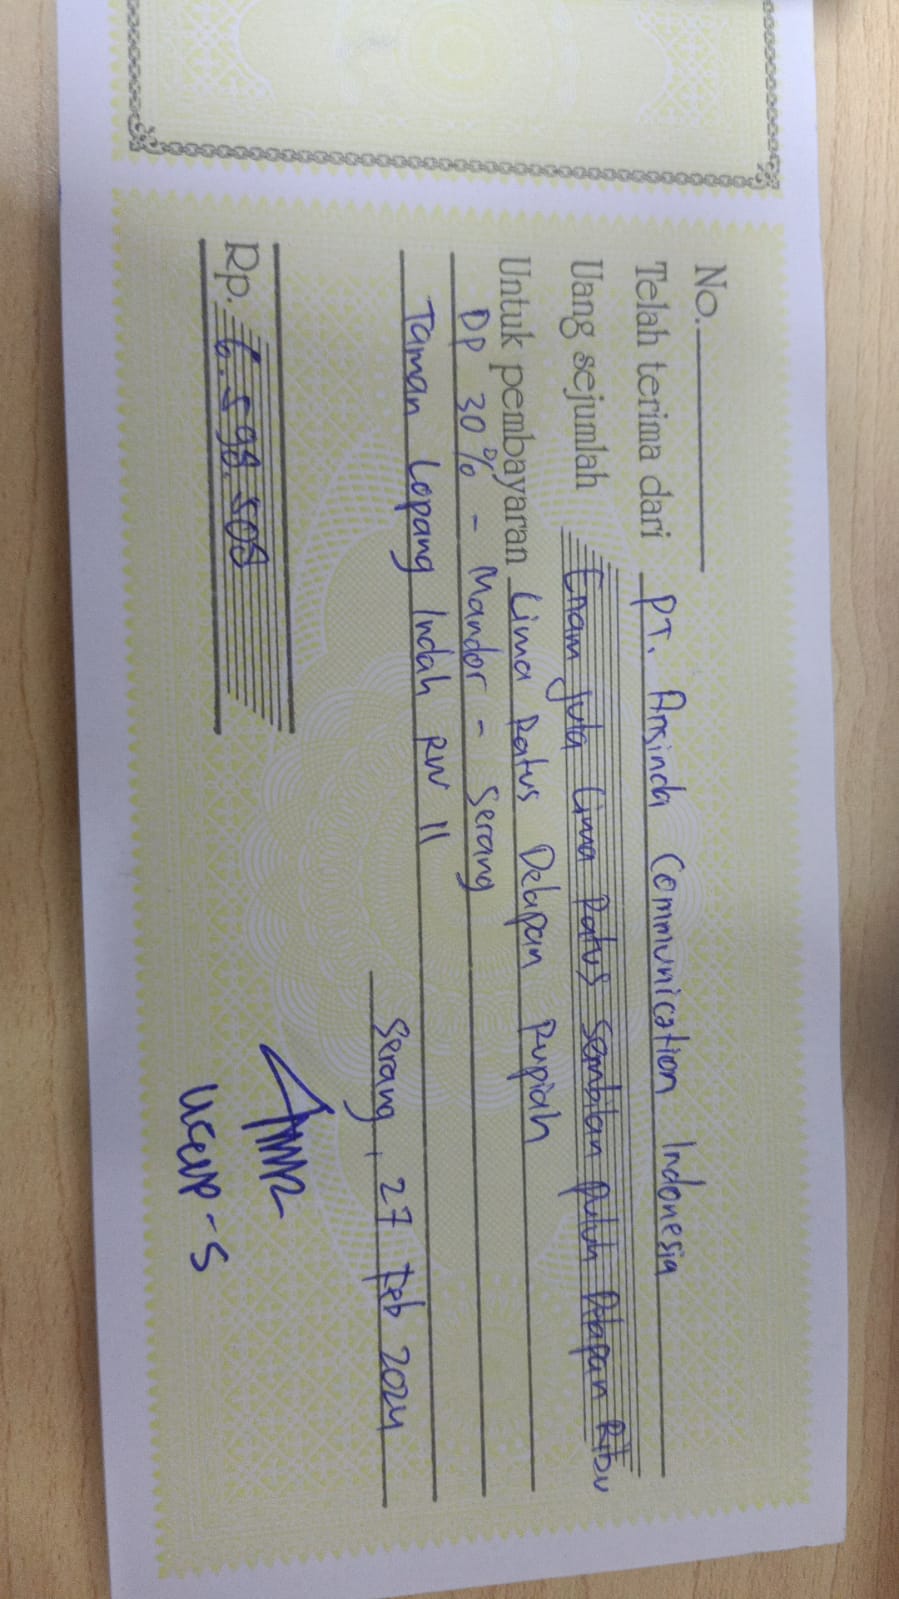 No.
Telah terima dari PT. Arsinda Communication Indonesia
Uang sejumlah Enam juta Lima Ratus Sembilan puluh Delapan Ribu
Untuk pembayaran Lima Ratus Delapan Rupiah
DP 30% - Mandor - Serang
Taman Lopang Indah RW 11
Serang, 27 Feb 2024
Rp. 6.598.508